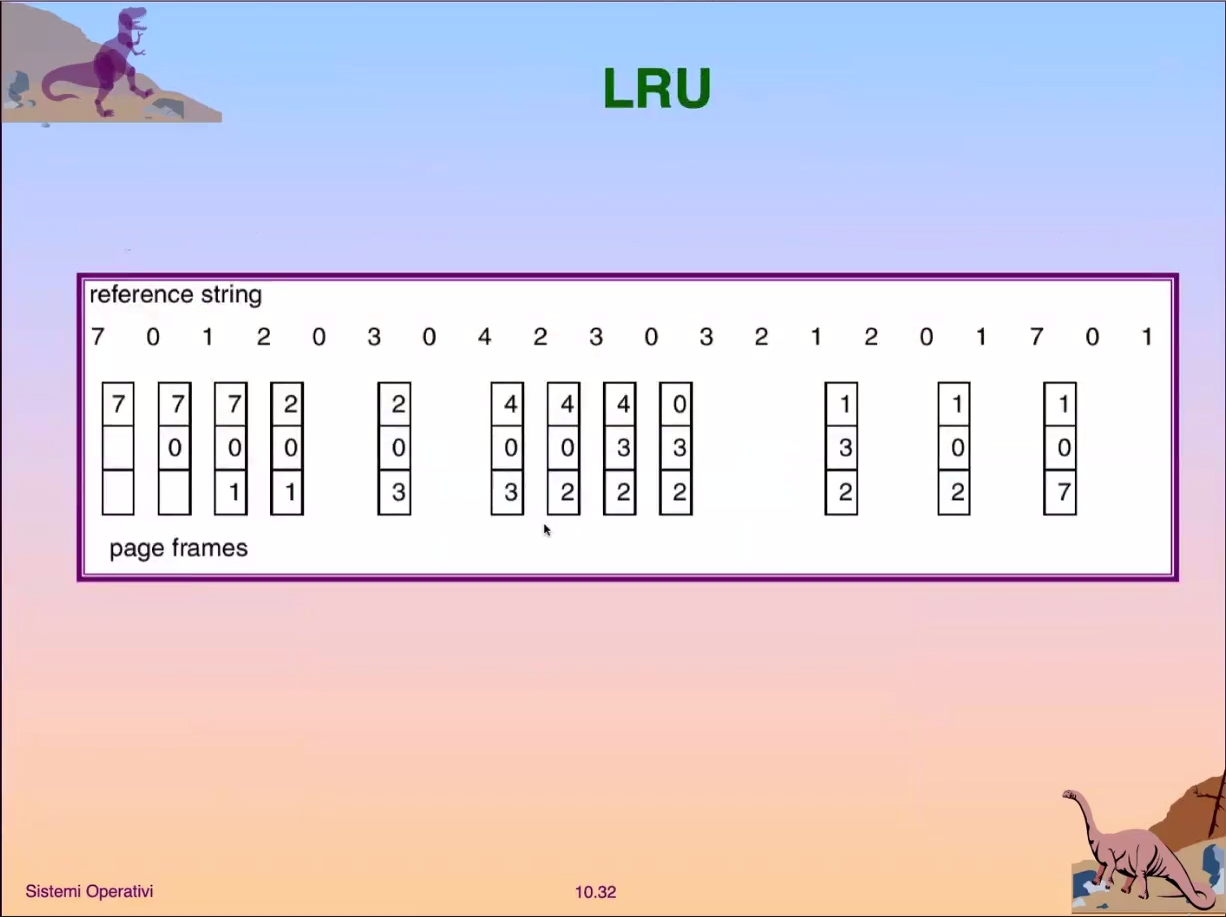 LRU
reference string
7 0 1 2 0 3 0 4 2 3 0 3 2 1 2 0 1 7 0 1
7 7 7 2 2 4 4 4 0 1 1 1
0 0 0 0 0 0 3 3 3 0 0
1 1 3 3 2 2 2 2 2 7
page frames
Sistemi Operativi
10.32